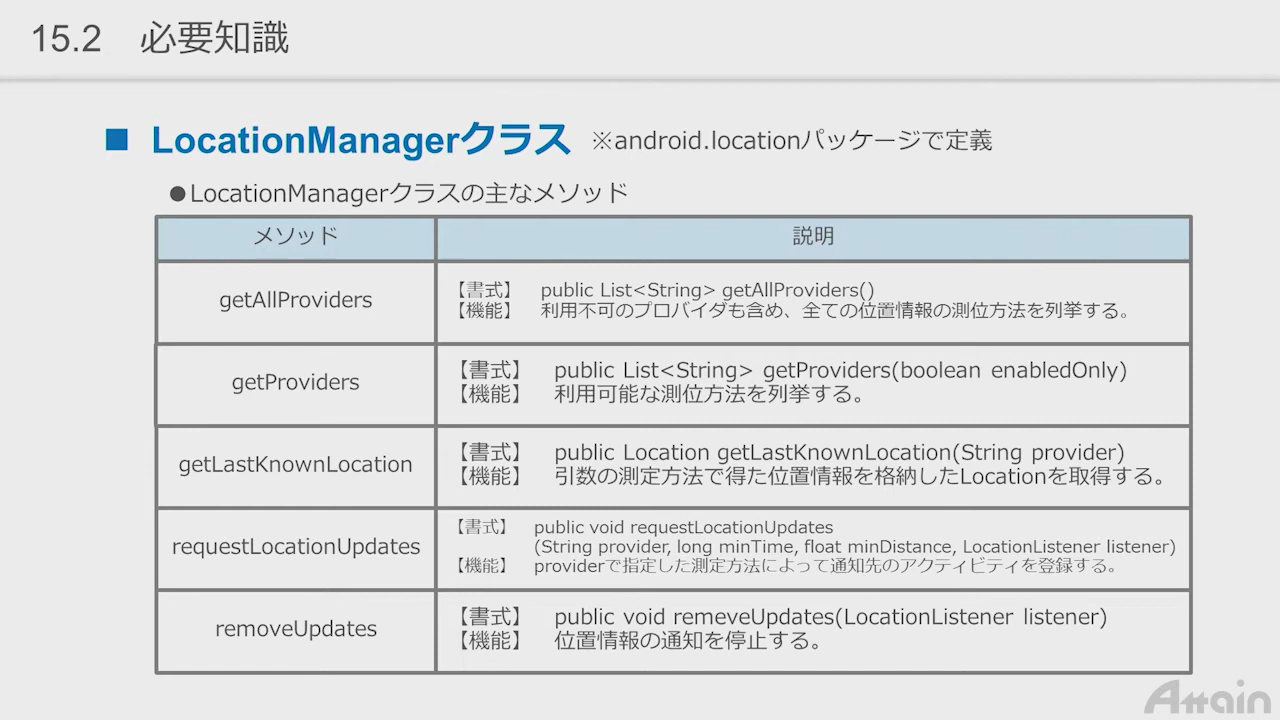 15.2 必要知識
■ LocationManagerクラス ※android.locationパッケージで定義
●LocationManagerクラスの主なメソッド
メソッド 説明
getAllProviders
【書式】 public List<String> getAllProviders()
【機能】 利用不可のプロバイダも含め、全ての位置情報の測位方法を列挙する。
getProviders
【書式】 public List<String> getProviders(boolean enabledOnly)
【機能】 利用可能な測位方法を列挙する。
getLastKnownLocation
【書式】 public Location getLastKnownLocation(String provider)
【機能】 引数の測定方法で得た位置情報を格納したLocationを取得する。
requestLocationUpdates
【書式】 public void requestLocationUpdates
(String provider, long minTime, float minDistance, LocationListener listener)
【機能】 providerで指定した測定方法によって通知先のアクティビティを登録する。
removeUpdates
【書式】 public void remeveUpdates(LocationListener listener)
【機能】 位置情報の通知を停止する。
Attain